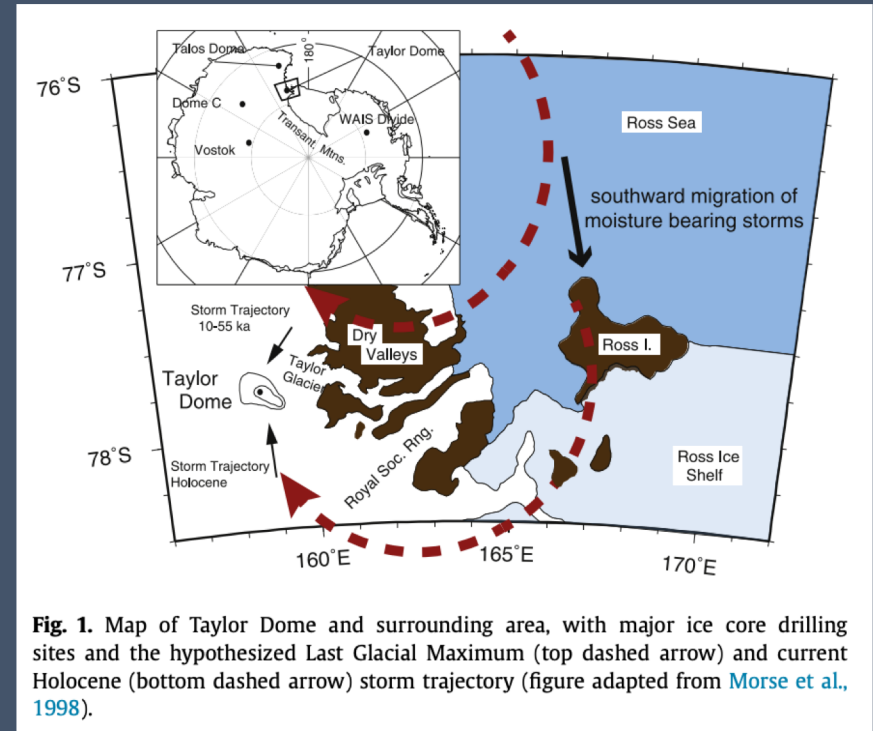 Talos Dome
180°
Taylor Dome
Dome C
WAIS Divide
Transant. Mtns.
Vostok
76°S
77°S
78°S
Ross Sea
southward migration of
moisture bearing storms
Storm Trajectory
10-55 ka
Dry
Valleys
Ross I.
Taylor
Glacier
Taylor
Dome
Storm Trajectory
Holocene
Royal Soc. Rng.
Ross Ice
Shelf
160°E
165°E
170°E
Fig. 1. Map of Taylor Dome and surrounding area, with major ice core drilling
sites and the hypothesized Last Glacial Maximum (top dashed arrow) and current
Holocene (bottom dashed arrow) storm trajectory (figure adapted from Morse et al.,
1998).